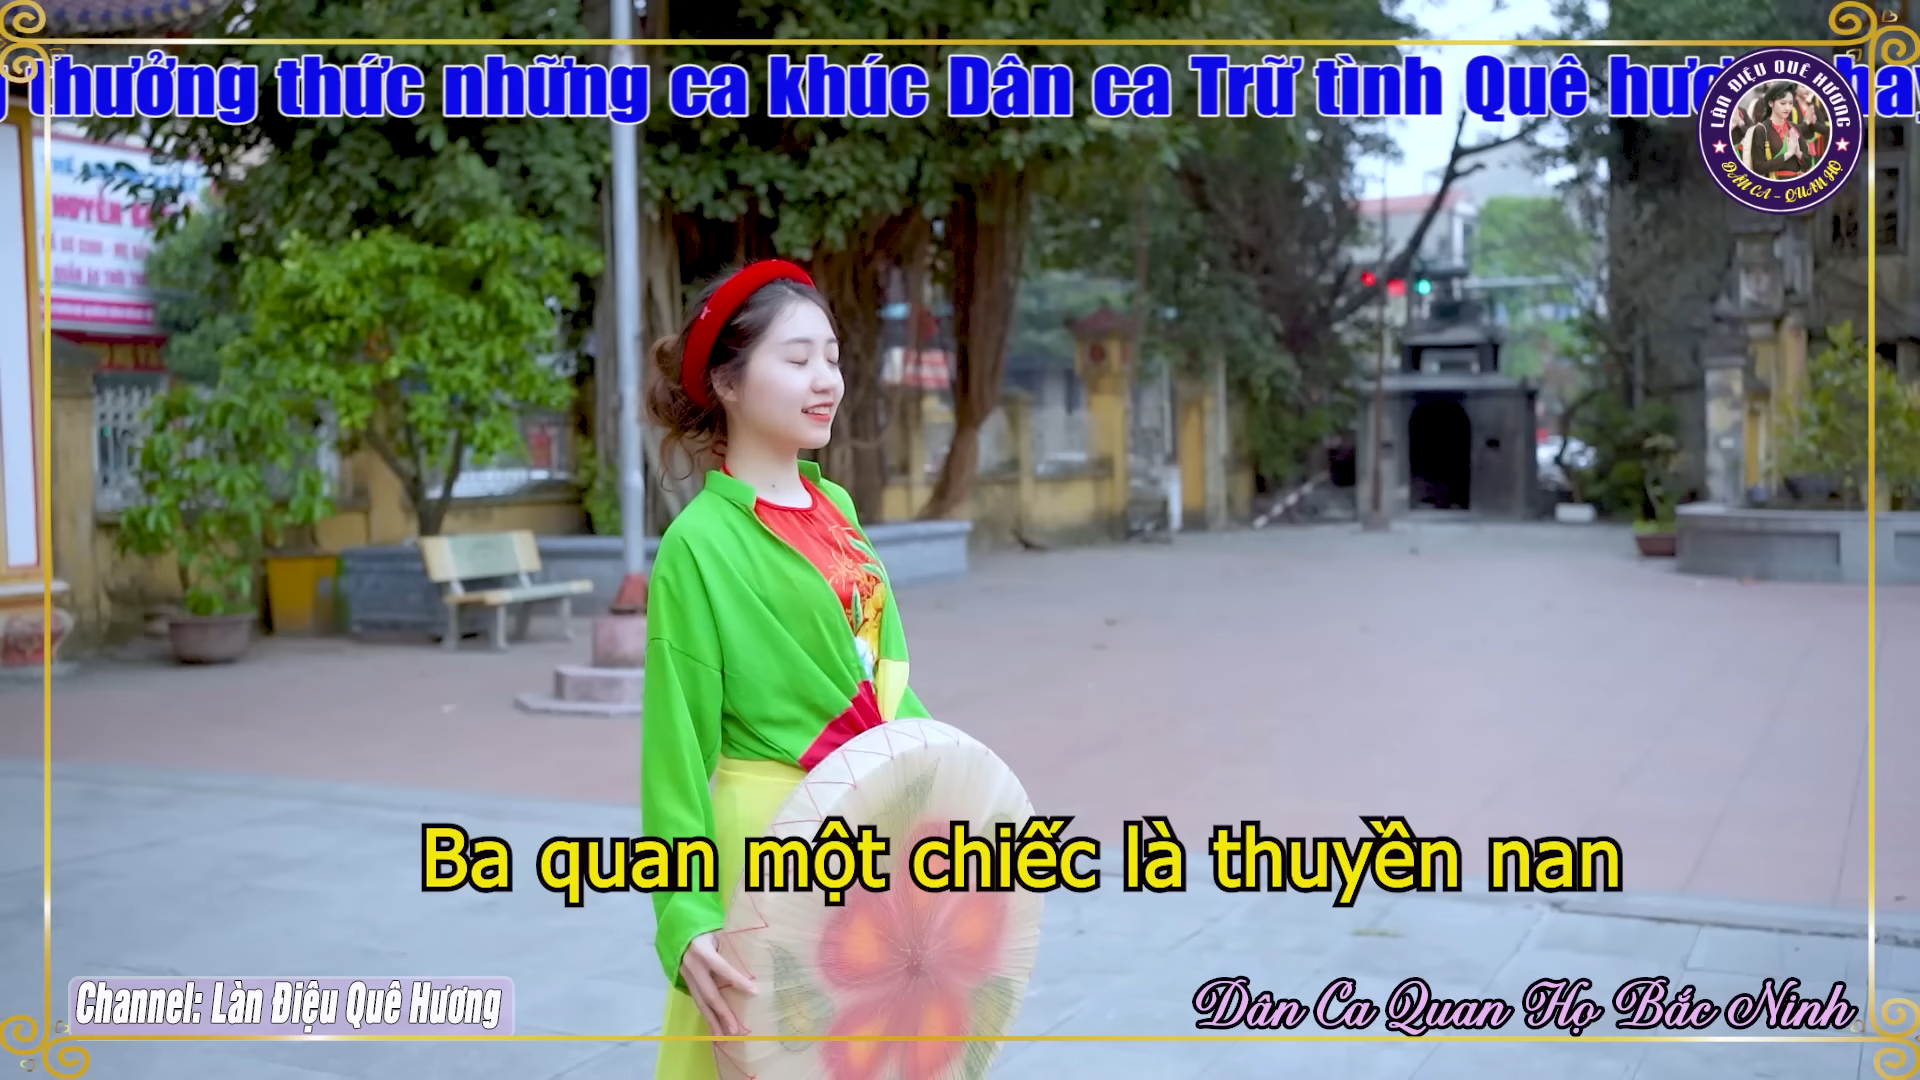 thưởng thức những ca khúc Dân ca Trữ tình Quê hương
LÀN ĐIỆU QUÊ HƯƠNG
DÂN CA - QUAN HỌ
Ba quan một chiếc là thuyền nan
Channel: Làn Điệu Quê Hương
Dân Ca Quan Họ Bắc Ninh